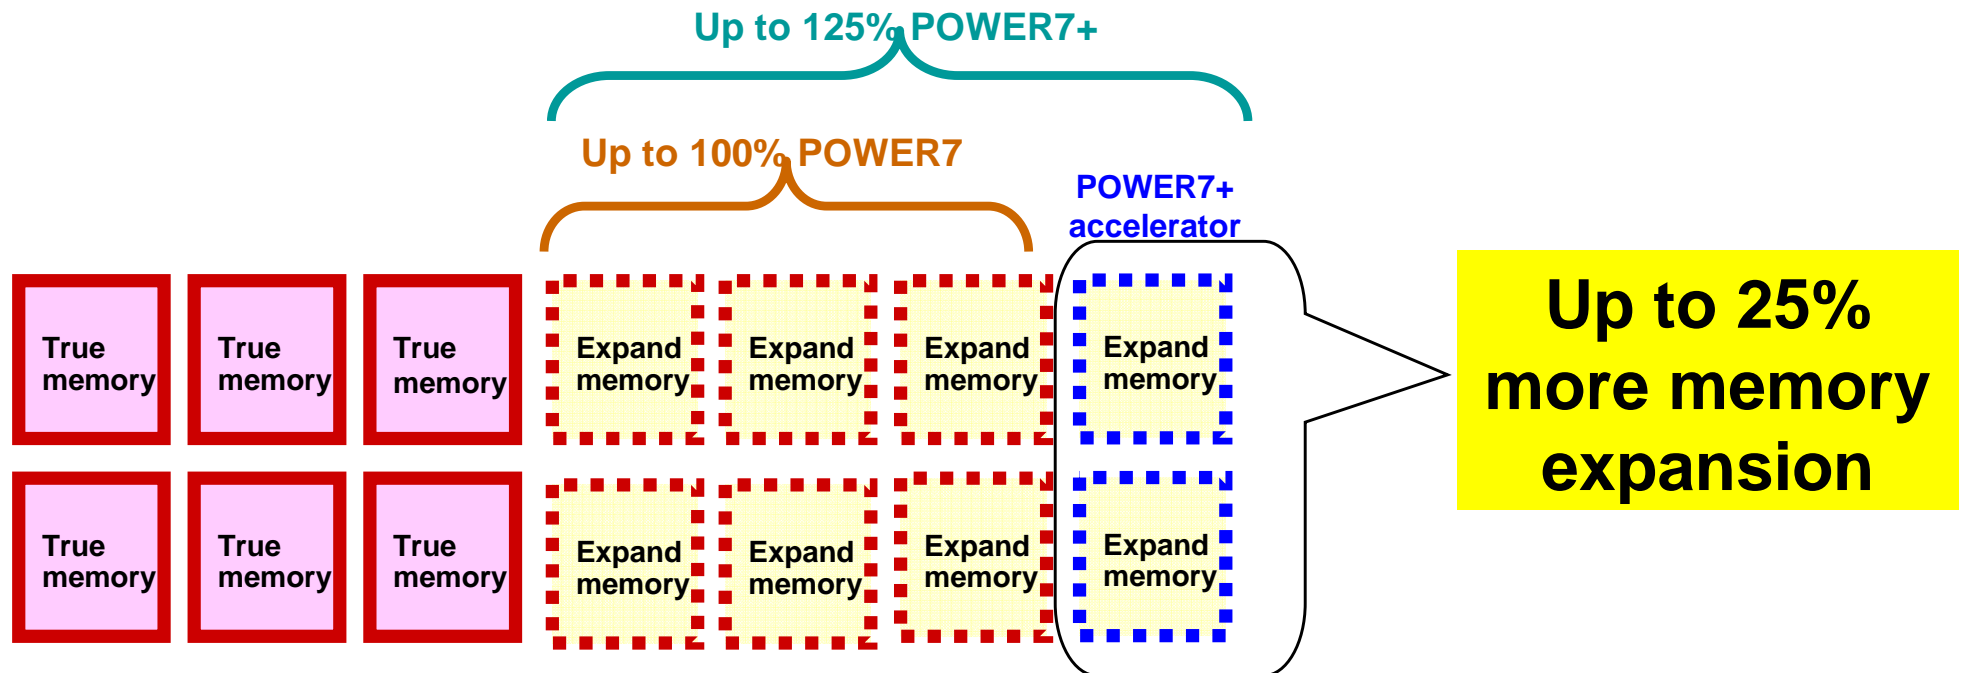 Up to 125% POWER7+
Up to 100% POWER7
POWER7+
accelerator
True
memory
True
memory
True
memory
Expand
memory
Expand
memory
Expand
memory
Expand
memory
True
memory
True
memory
True
memory
Expand
memory
Expand
memory
Expand
memory
Expand
memory
Up to 25%
more memory
expansion